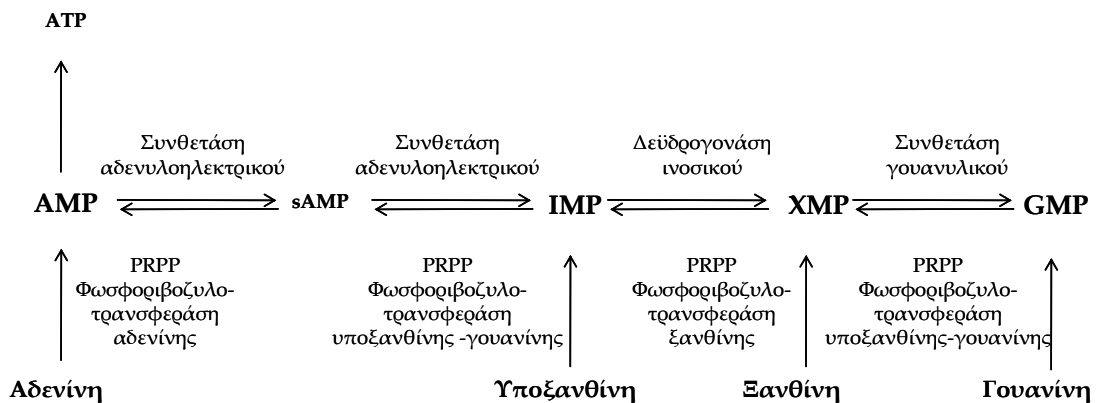 ATP
Συνθετάση
αδενυλοηλεκτρικού
Συνθετάση
αδενυλοηλεκτρικού
Δεϋδρογονάση
ινοσικού
Συνθετάση
γουανυλικού
AMP
sAMP
IMP
XMP
GMP
PRPP
Φωσφοριβοζυλο-
τρανσφεράση
αδενίνης
PRPP
Φωσφοριβοζυλο-
τρανσφεράση
υποξανθίνης -γουανίνης
PRPP
Φωσφοριβοζυλο-
τρανσφεράση
ξανθίνης
PRPP
Φωσφοριβοζυλο-
τρανσφεράση
υποξανθίνης-γουανίνης
Αδενίνη
Υποξανθίνη
Ξανθίνη
Γουανίνη